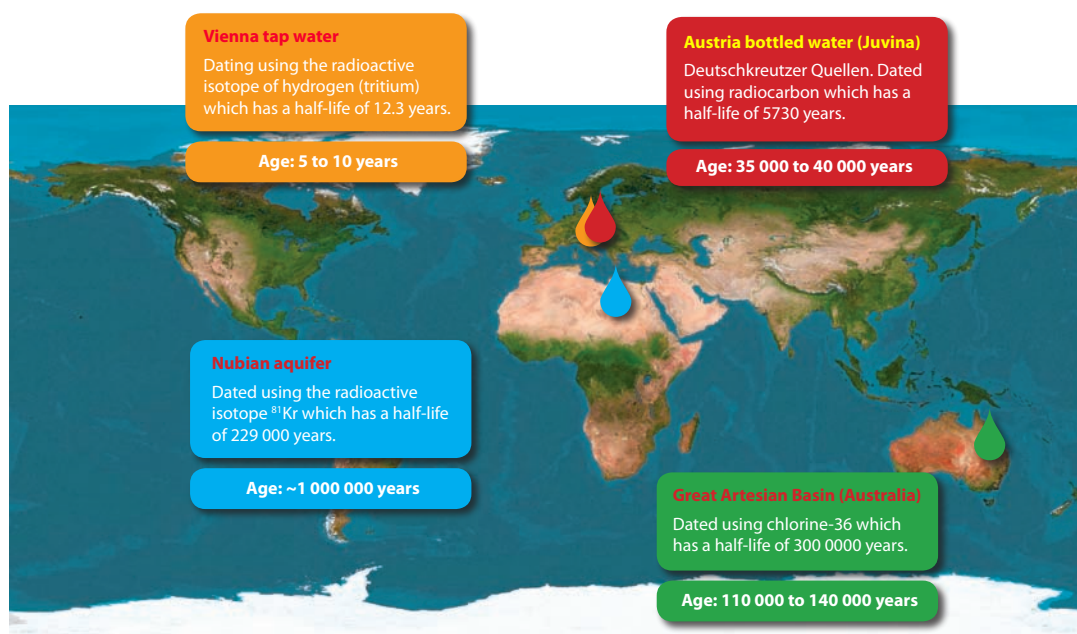 Vienna tap water
Dating using the radioactive
isotope of hydrogen (tritium)
which has a half-life of 12.3 years.
Age: 5 to 10 years
Austria bottled water (Juvina)
Deutschkreutzer Quellen. Dated
using radiocarbon which has a
half-life of 5730 years.
Age: 35 000 to 40 000 years
Nubian aquifer
Dated using the radioactive
isotope ⁸¹Kr which has a half-life
of 229 000 years.
Age: ~1 000 000 years
Great Artesian Basin (Australia)
Dated using chlorine-36 which
has a half-life of 300 0000 years.
Age: 110 000 to 140 000 years